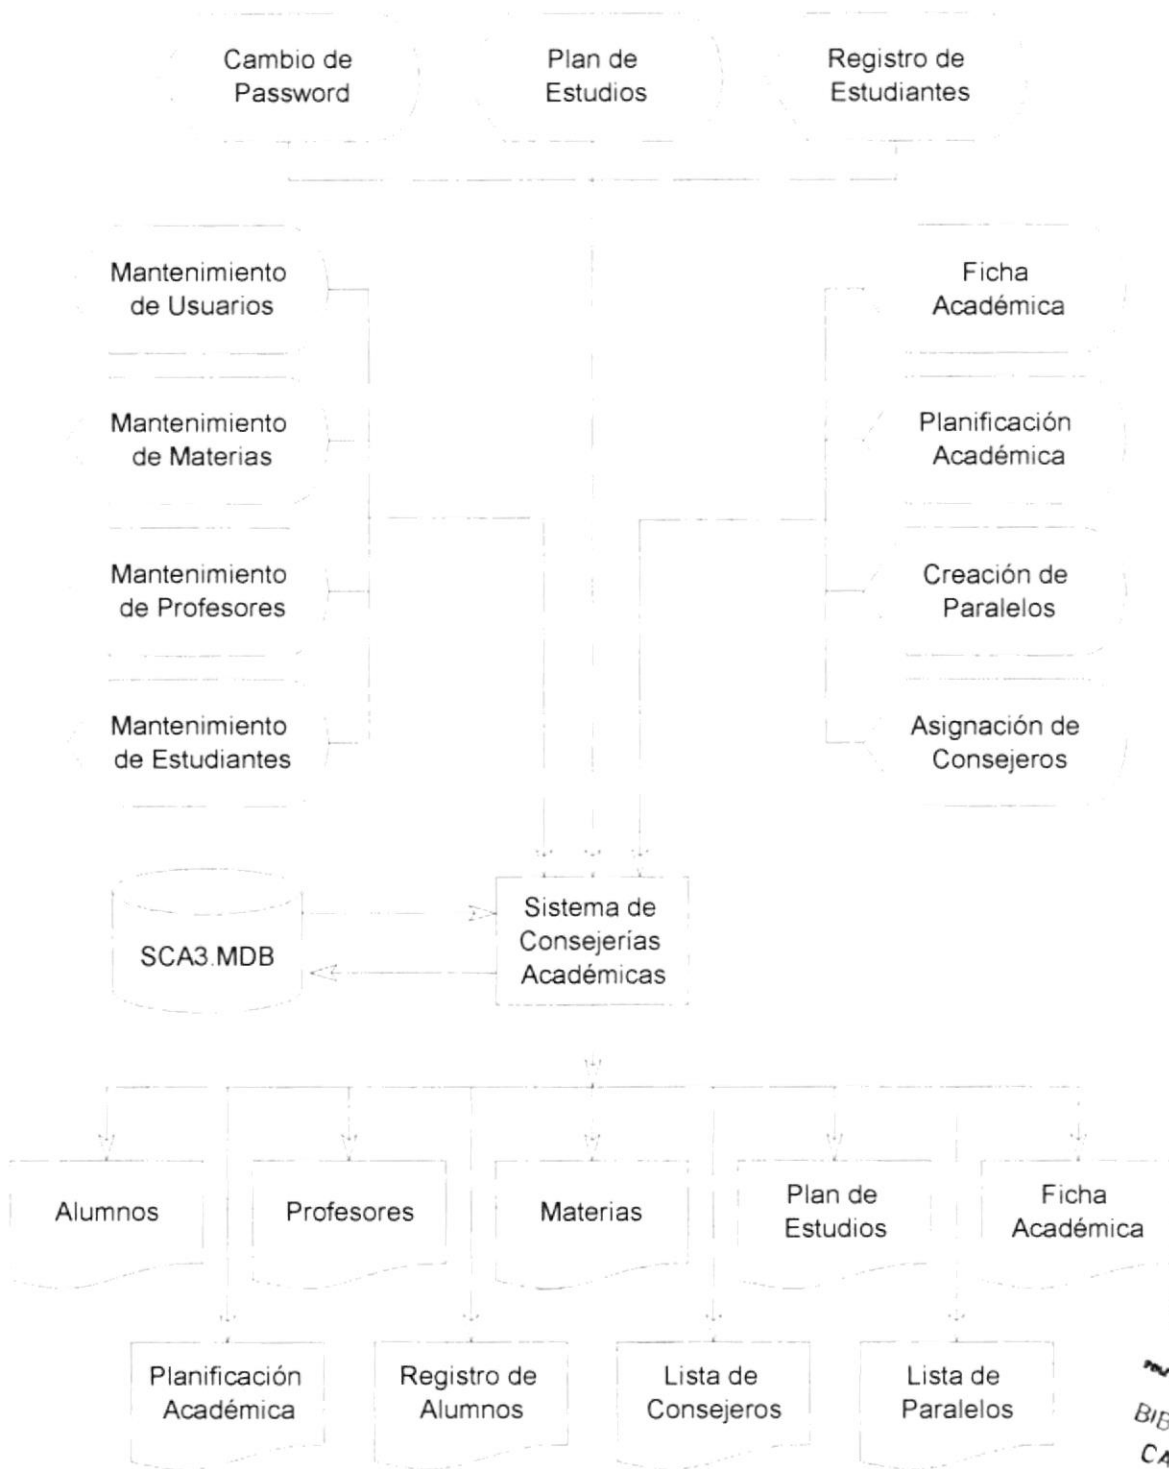 Cambio de
Password
Plan de
Estudios
Registro de
Estudiantes
Mantenimiento
de Usuarios
Ficha
Académica
Mantenimiento
de Materias
Planificación
Académica
Mantenimiento
de Profesores
Creación de
Paralelos
Mantenimiento
de Estudiantes
Asignación de
Consejeros
SCA3.MDB
Sistema de
Consejerías
Académicas
Alumnos
Profesores
Materias
Plan de
Estudios
Ficha
Académica
Planificación
Académica
Registro de
Alumnos
Lista de
Consejeros
Lista de
Paralelos
BIB
CA